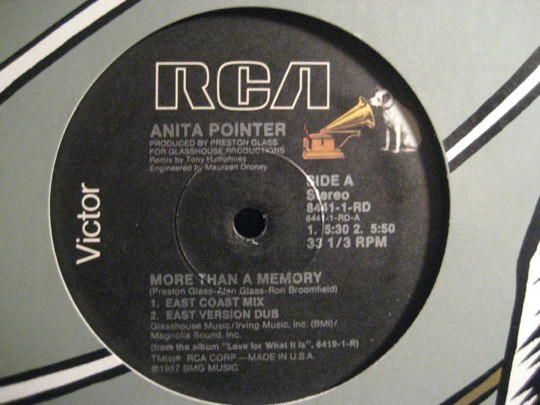 RCA
ANITA POINTER
PRODUCED BY PRESTON GLASS
FOR GLASSHOUSE PRODUCTIONS
Remix by Tony Humphries
Engineered by Maureen Droney
Victor
SIDE A
Stereo
8441-1-RD
8441-1-RD-A
1. 5:30 2. 5:50
33 1/3 RPM
MORE THAN A MEMORY
(Preston Glass-Alan Glass-Ron Broomfield)
1. EAST COAST MIX
2. EAST VERSION DUB
Glasshouse Music/Irving Music, Inc. (BMI)/
Magnolia Sound, Inc.
(from the album "Love for What It Is", 6419-1-R)
TM(s)® RCA CORP.—MADE IN U.S.A.
℗1987 BMG MUSIC